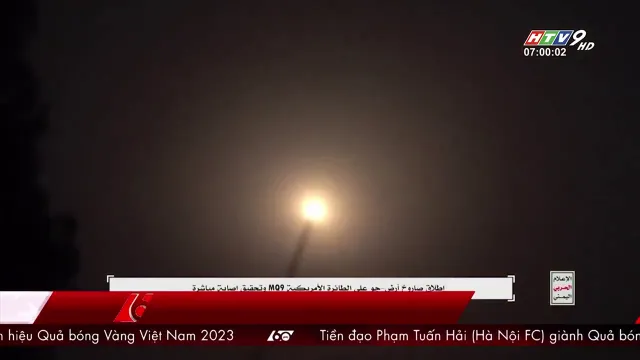 HTV9 HD
07:00:02
إطلاق صاروخ أرض-جو على الطائرة الأمريكية MQ9 وتحقيق إصابة مباشرة
الإعلام
الحربي
اليمني
hiệu Quả bóng Vàng Việt Nam 2023
60
Tiền đạo Phạm Tuấn Hải (Hà Nội FC) giành Quả